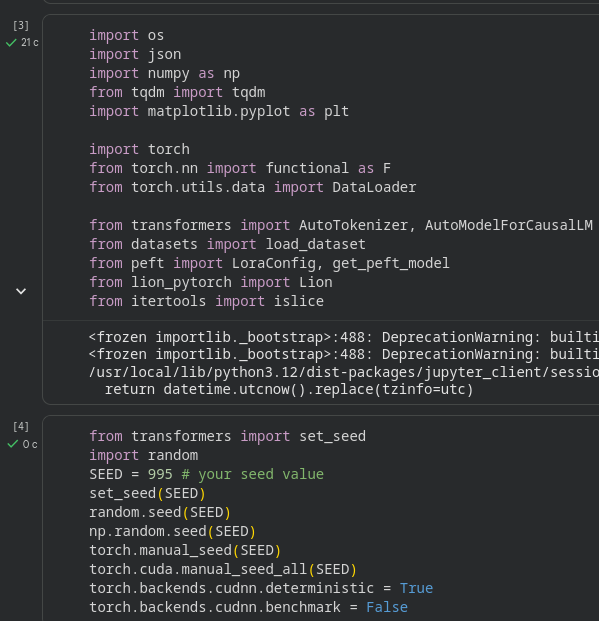 [3]
21 c
import os
import json
import numpy as np
from tqdm import tqdm
import matplotlib.pyplot as plt
import torch
from torch.nn import functional as F
from torch.utils.data import DataLoader
from transformers import AutoTokenizer, AutoModelForCausalLM
from datasets import load_dataset
from peft import LoraConfig, get_peft_model
from lion_pytorch import Lion
from itertools import islice
<frozen importlib._bootstrap>:488: DeprecationWarning: builti
<frozen importlib._bootstrap>:488: DeprecationWarning: builti
/usr/local/lib/python3.12/dist-packages/jupyter_client/sessio
return datetime.utcnow().replace(tzinfo=utc)
[4]
0 c
from transformers import set_seed
import random
SEED = 995 # your seed value
set_seed(SEED)
random.seed(SEED)
np.random.seed(SEED)
torch.manual_seed(SEED)
torch.cuda.manual_seed_all(SEED)
torch.backends.cudnn.deterministic = True
torch.backends.cudnn.benchmark = False